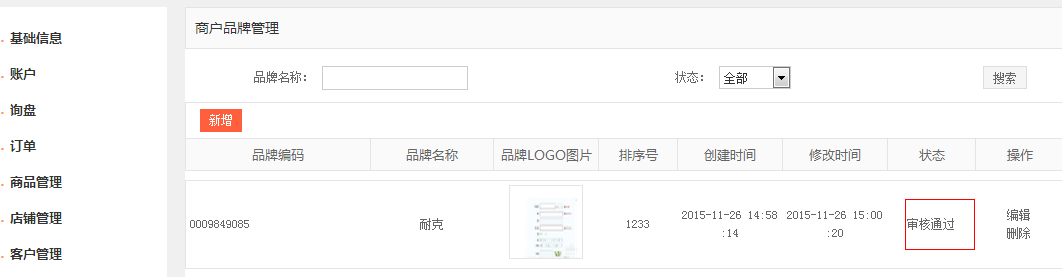 基础信息
账户
询盘
订单
商品管理
店铺管理
客户管理
商户品牌管理
品牌名称：
状态：
全部
搜索
新增
品牌编码 品牌名称 品牌LOGO图片 排序号 创建时间 修改时间 状态 操作
0009849085 耐克 1233 2015-11-26 14:58:14 2015-11-26 15:00:20 审核通过 编辑
删除